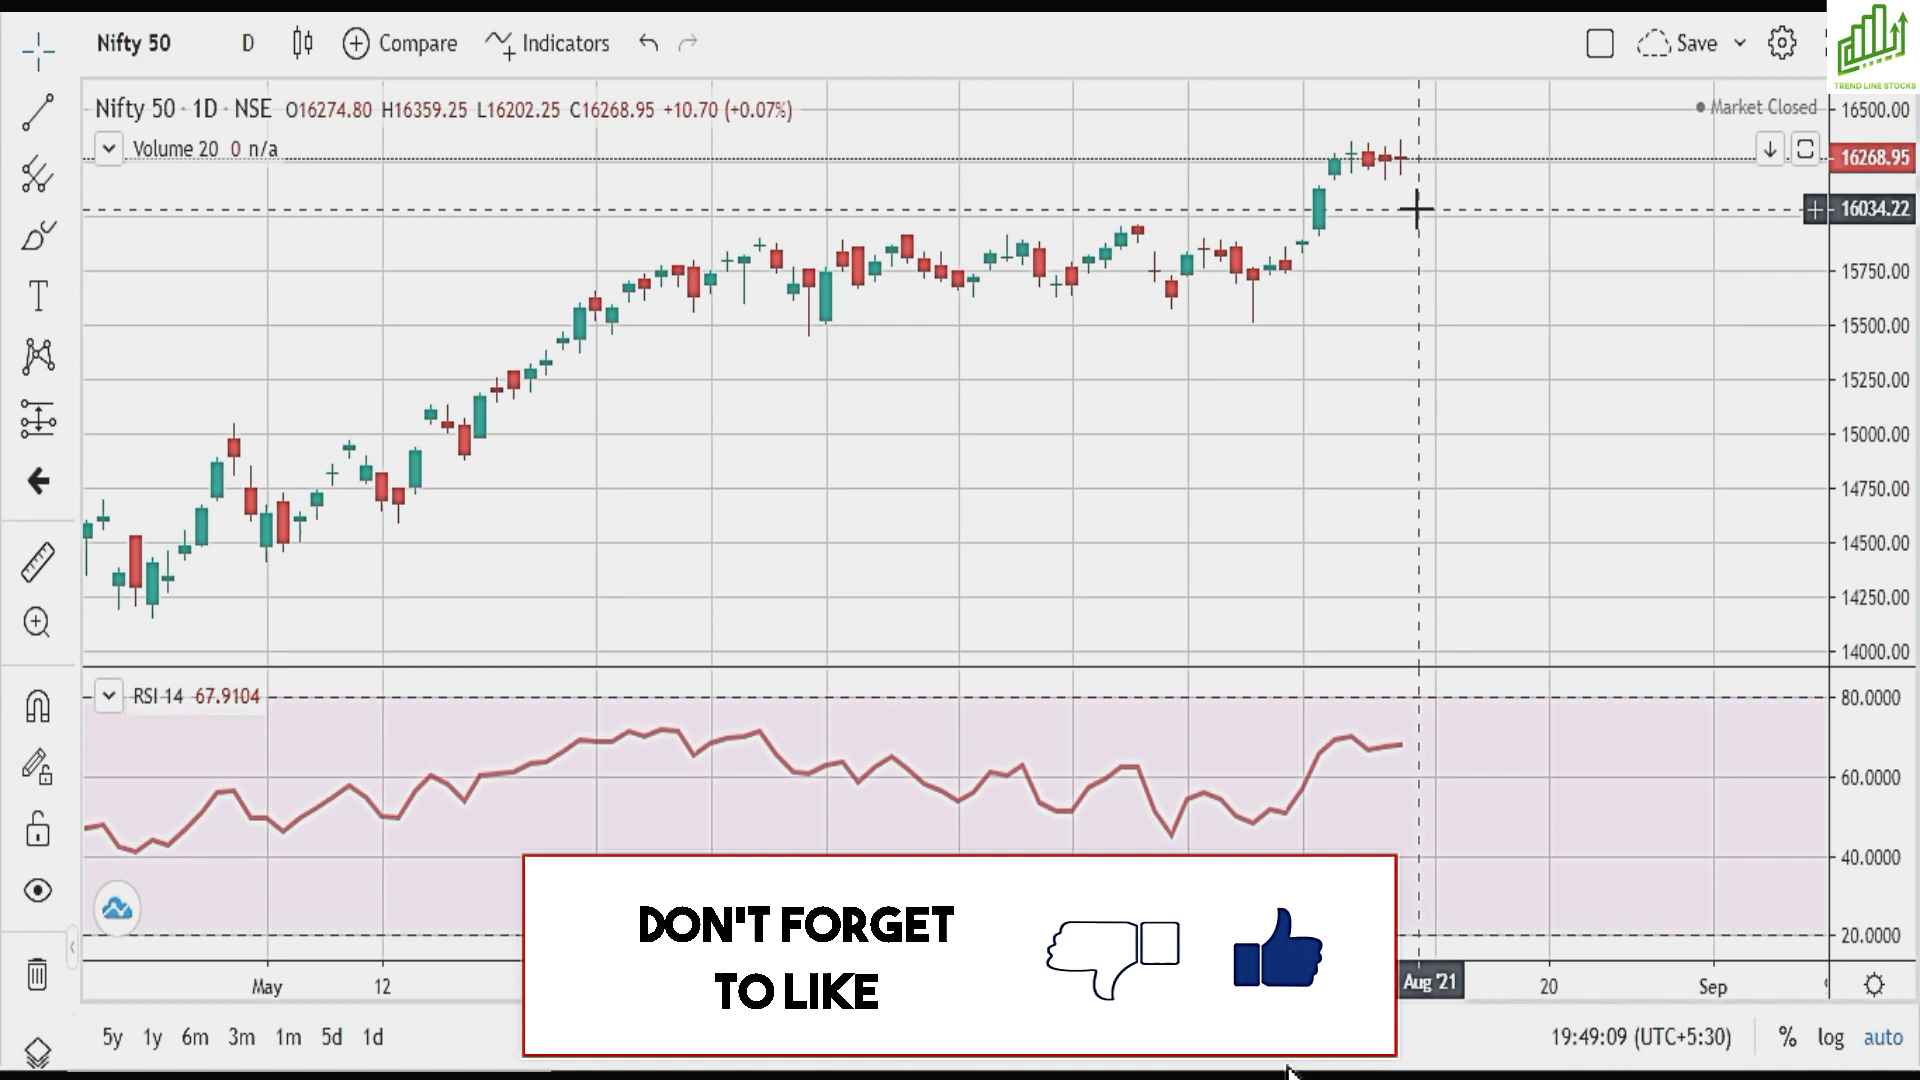 Nifty 50 D Compare Indicators Save
TREND LINE STOCKS
Nifty 50 · 1D · NSE O16274.80 H16359.25 L16202.25 C16268.95 +10.70 (+0.07%)
Market Closed
16500.00
Volume 20 0 n/a
16268.95
16034.22
15750.00
15500.00
15250.00
15000.00
14750.00
14500.00
14250.00
14000.00
RSI 14 67.9104
80.0000
60.0000
40.0000
20.0000
DON'T FORGET
TO LIKE
May 12 Aug '21 20 Sep
5y 1y 6m 3m 1m 5d 1d
19:49:09 (UTC+5:30) % log auto